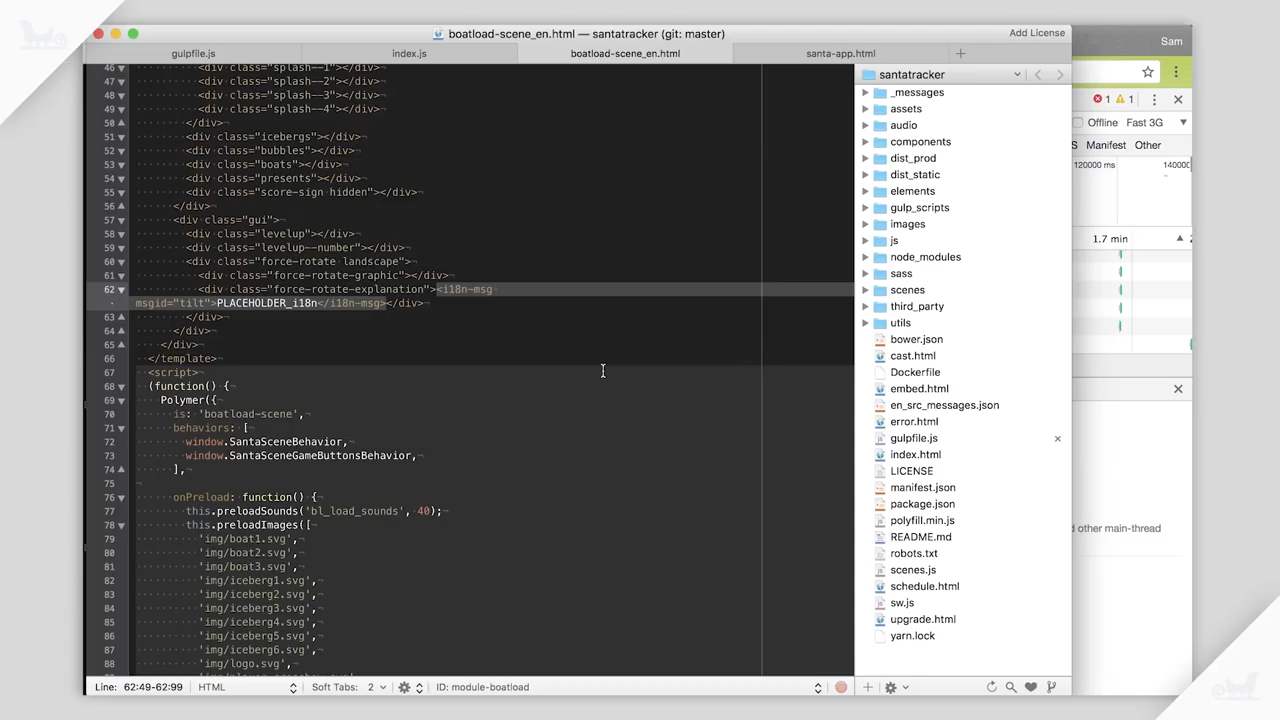 boatload-scene_en.html — santatracker (git: master)
Add License
Sam
gulpfile.js
index.js
boatload-scene_en.html
santa-app.html
46 <div class="splash--1"></div>
47 <div class="splash--2"></div>
48 <div class="splash--3"></div>
49 <div class="splash--4"></div>
50 </div>
51 <div class="icebergs"></div>
52 <div class="bubbles"></div>
53 <div class="boats"></div>
54 <div class="presents"></div>
55 <div class="score-sign hidden"></div>
56 </div>
57 <div class="gui">
58 <div class="levelup"></div>
59 <div class="levelup--number"></div>
60 <div class="force-rotate landscape">
61 <div class="force-rotate-graphic"></div>
62 <div class="force-rotate-explanation"><i18n-msg
msgid="tilt">PLACEHOLDER_i18n</i18n-msg></div>
63 </div>
64 </div>
65 </div>
66 </template>
67 <script>
68 (function() {
69 Polymer({
70 is: 'boatload-scene',
71 behaviors: [
72 window.SantaSceneBehavior,
73 window.SantaSceneGameButtonsBehavior,
74 ],
75
76 onPreload: function() {
77 this.preloadSounds('bl_load_sounds', 40);
78 this.preloadImages([
79 'img/boat1.svg',
80 'img/boat2.svg',
81 'img/boat3.svg',
82 'img/iceberg1.svg',
83 'img/iceberg2.svg',
84 'img/iceberg3.svg',
85 'img/iceberg4.svg',
86 'img/iceberg5.svg',
87 'img/iceberg6.svg',
88 'img/logo.svg',
santatracker
_messages
assets
audio
components
dist_prod
dist_static
elements
gulp_scripts
images
js
node_modules
sass
scenes
third_party
utils
bower.json
cast.html
Dockerfile
embed.html
en_src_messages.json
error.html
gulpfile.js
index.html
LICENSE
manifest.json
package.json
polyfill.min.js
README.md
robots.txt
scenes.js
schedule.html
sw.js
upgrade.html
yarn.lock
1 1
Offline Fast 3G
S Manifest Other
120000 ms 14000
1.7 min
d other main-thread
Line: 62:49-62:99 HTML Soft Tabs: 2 ID: module-boatload